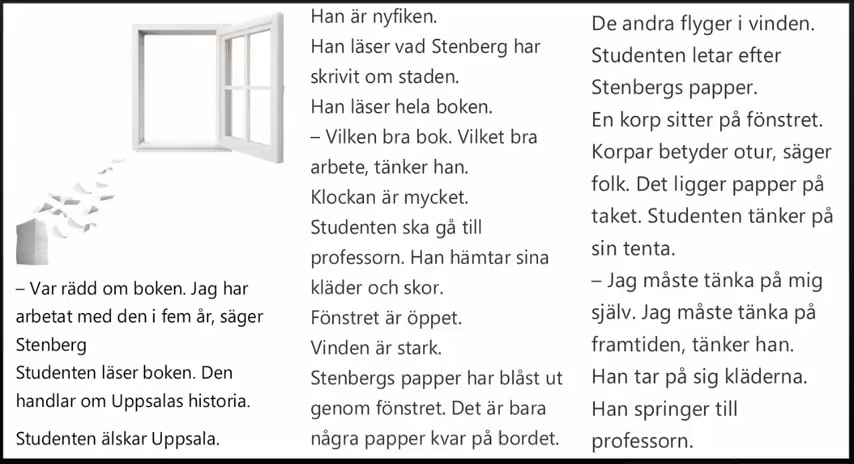 – Var rädd om boken. Jag har
arbetat med den i fem år, säger
Stenberg
Studenten läser boken. Den
handlar om Uppsalas historia.
Studenten älskar Uppsala.
Han är nyfiken.
Han läser vad Stenberg har
skrivit om staden.
Han läser hela boken.
– Vilken bra bok. Vilket bra
arbete, tänker han.
Klockan är mycket.
Studenten ska gå till
professorn. Han hämtar sina
kläder och skor.
Fönstret är öppet.
Vinden är stark.
Stenbergs papper har blåst ut
genom fönstret. Det är bara
några papper kvar på bordet.
De andra flyger i vinden.
Studenten letar efter
Stenbergs papper.
En korp sitter på fönstret.
Korpar betyder otur, säger
folk. Det ligger papper på
taket. Studenten tänker på
sin tenta.
– Jag måste tänka på mig
själv. Jag måste tänka på
framtiden, tänker han.
Han tar på sig kläderna.
Han springer till
professorn.